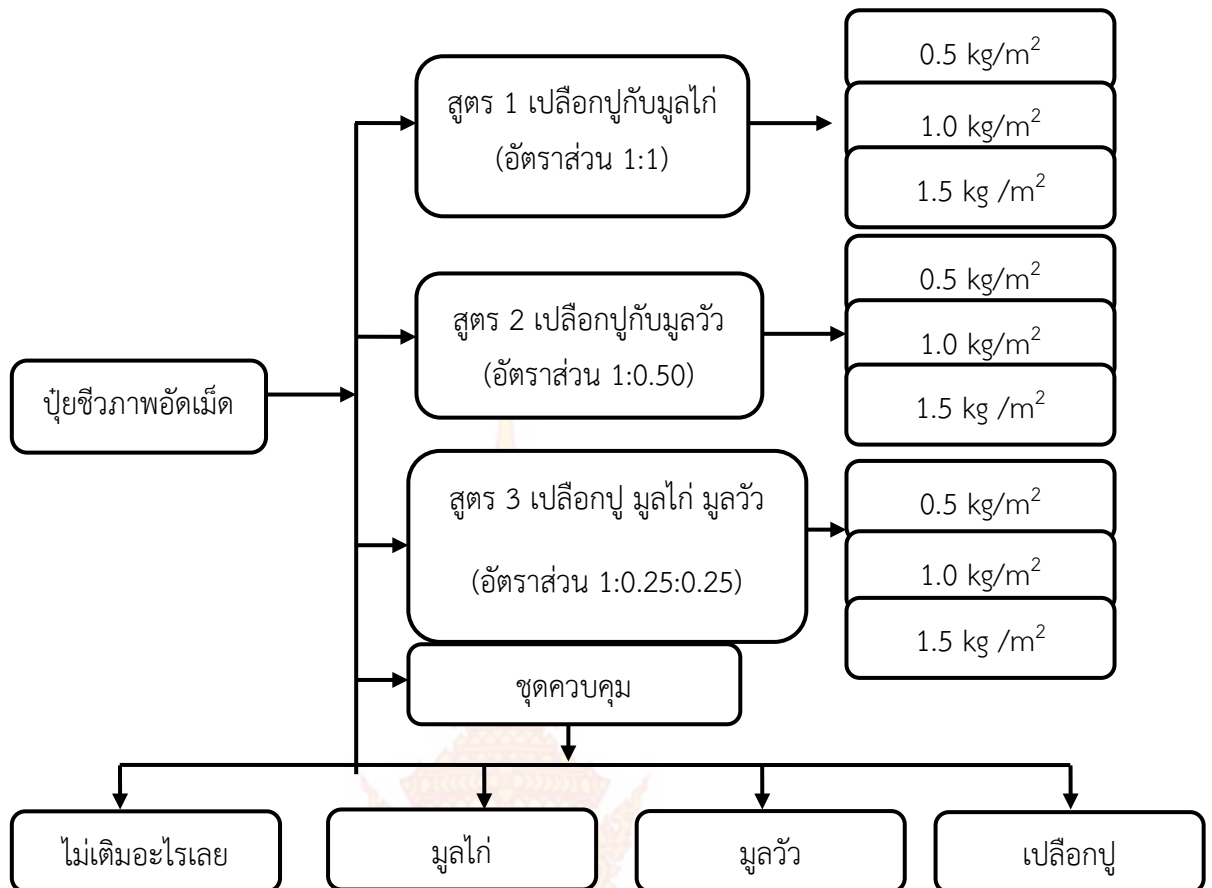 0.5 kg/m²
สูตร 1 เปลือกปูกับมูลไก่
(อัตราส่วน 1:1)
1.0 kg/m²
1.5 kg /m²
สูตร 2 เปลือกปูกับมูลวัว
(อัตราส่วน 1:0.50)
0.5 kg/m²
1.0 kg/m²
1.5 kg /m²
ปุ๋ยชีวภาพอัดเม็ด
สูตร 3 เปลือกปู มูลไก่ มูลวัว
(อัตราส่วน 1:0.25:0.25)
0.5 kg/m²
1.0 kg/m²
1.5 kg /m²
ชุดควบคุม
ไม่เติมอะไรเลย
มูลไก่
มูลวัว
เปลือกปู